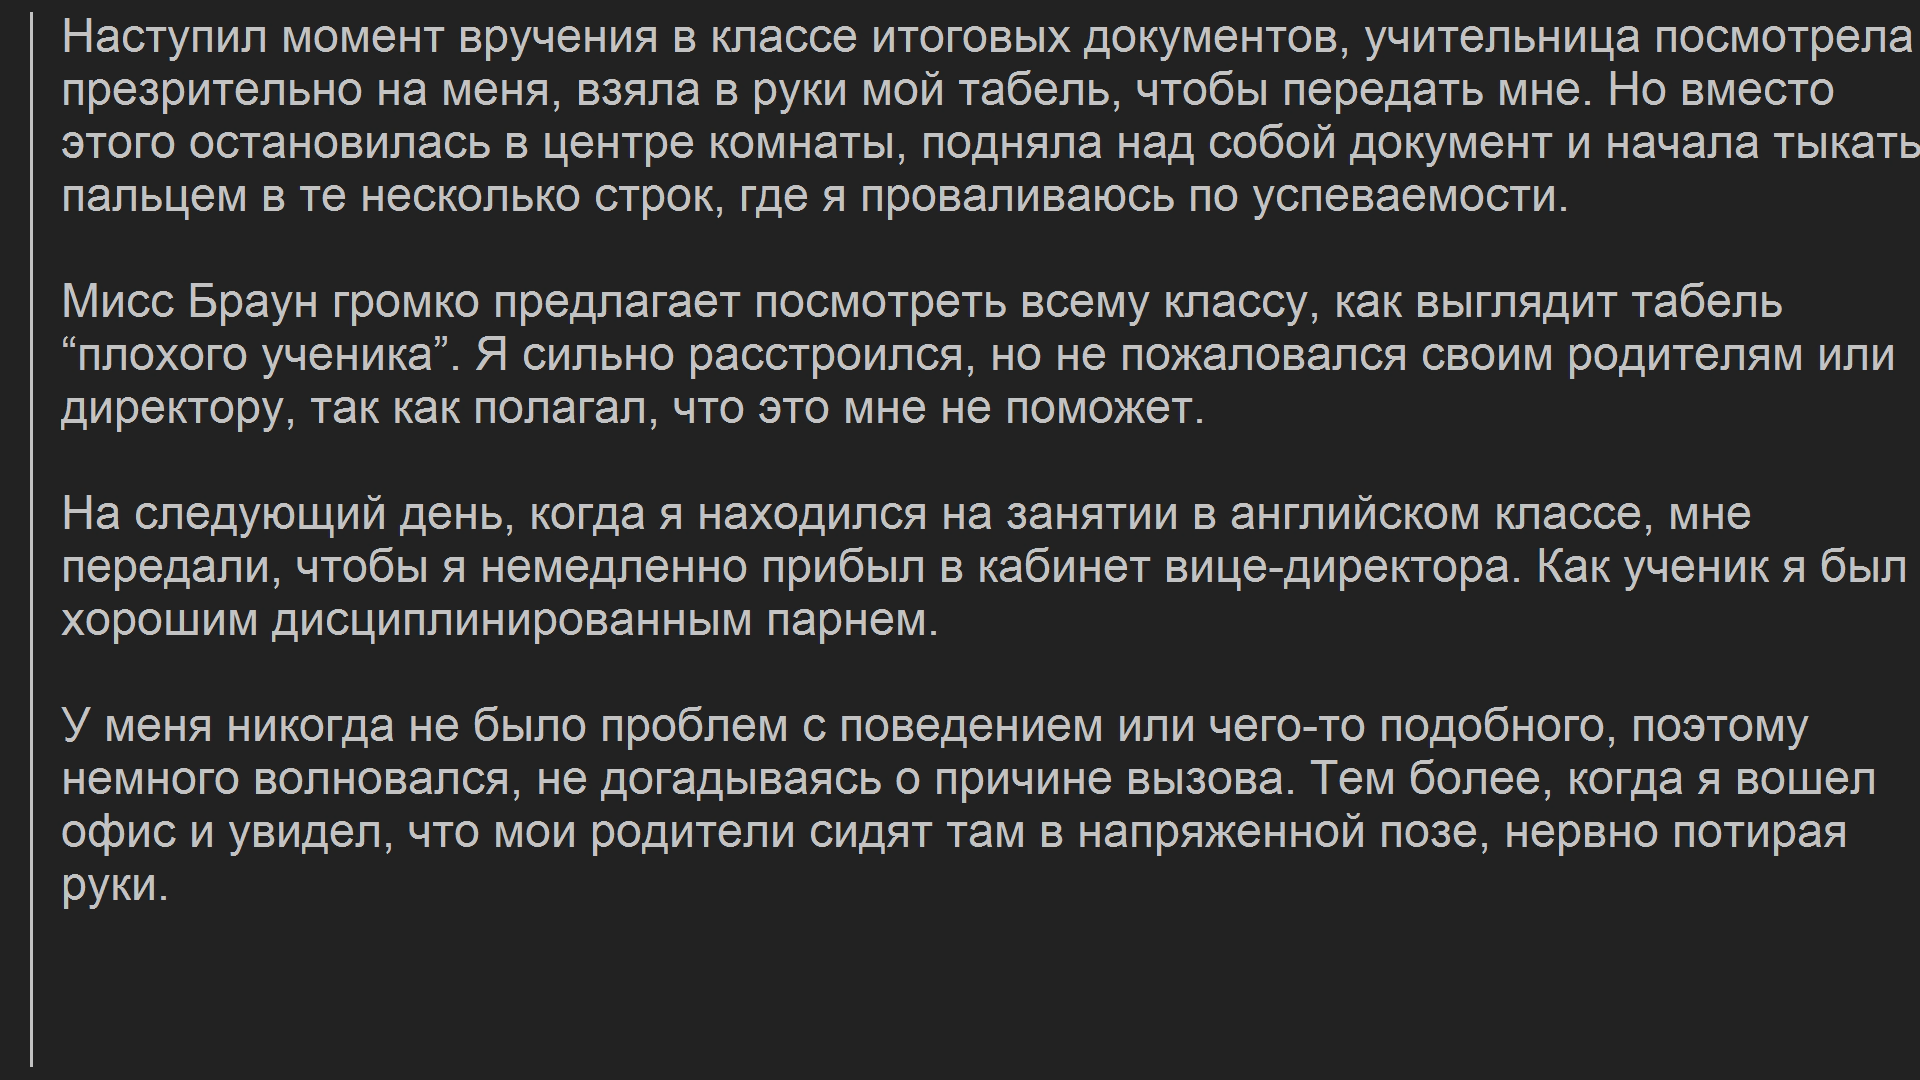 Наступил момент вручения в классе итоговых документов, учительница посмотрела
презрительно на меня, взяла в руки мой табель, чтобы передать мне. Но вместо
этого остановилась в центре комнаты, подняла над собой документ и начала тыкать
пальцем в те несколько строк, где я проваливаюсь по успеваемости.
Мисс Браун громко предлагает посмотреть всему классу, как выглядит табель
“плохого ученика”. Я сильно расстроился, но не пожаловался своим родителям или
директору, так как полагал, что это мне не поможет.
На следующий день, когда я находился на занятии в английском классе, мне
передали, чтобы я немедленно прибыл в кабинет вице-директора. Как ученик я был
хорошим дисциплинированным парнем.
У меня никогда не было проблем с поведением или чего-то подобного, поэтому
немного волновался, не догадываясь о причине вызова. Тем более, когда я вошел
офис и увидел, что мои родители сидят там в напряженной позе, нервно потирая
руки.